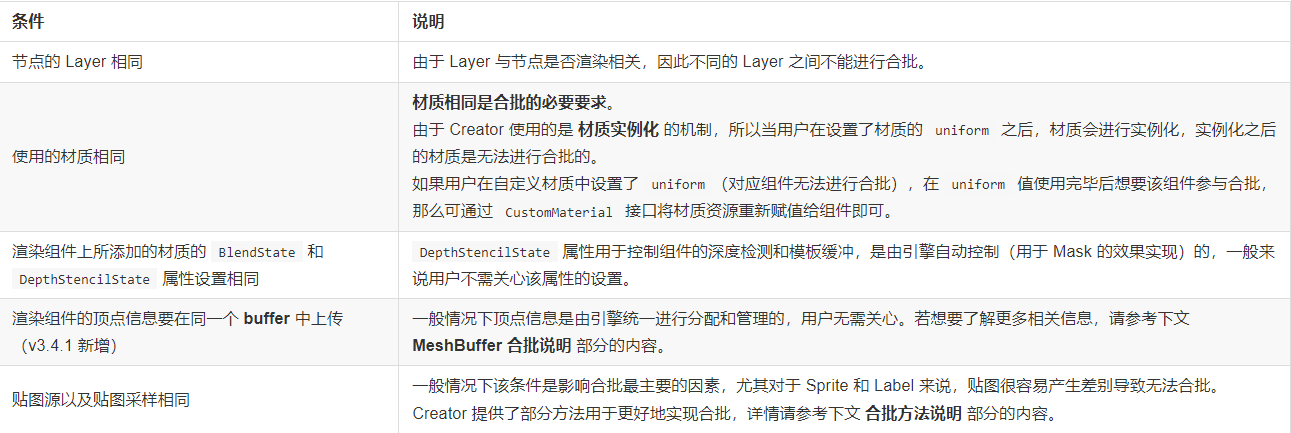 条件
说明
节点的 Layer 相同
由于 Layer 与节点是否渲染相关，因此不同的 Layer 之间不能进行合批。
使用的材质相同
材质相同是合批的必要要求。
由于 Creator 使用的是 材质实例化 的机制，所以当用户在设置了材质的 uniform 之后，材质会进行实例化，实例化之后
的材质是无法进行合批的。
如果用户在自定义材质中设置了 uniform （对应组件无法进行合批），在 uniform 值使用完毕后想要该组件参与合批，
那么可通过 CustomMaterial 接口将材质资源重新赋值给组件即可。
渲染组件上所添加的材质的 BlendState 和
DepthStencilState 属性设置相同
DepthStencilState 属性用于控制组件的深度检测和模板缓冲，是由引擎自动控制（用于 Mask 的效果实现）的，一般来
说用户不需关心该属性的设置。
渲染组件的顶点信息要在同一个 buffer 中上传
（v3.4.1 新增）
一般情况下顶点信息是由引擎统一进行分配和管理的，用户无需关心。若想要了解更多相关信息，请参考下文
MeshBuffer 合批说明 部分的内容。
贴图源以及贴图采样相同
一般情况下该条件是影响合批最主要的因素，尤其对于 Sprite 和 Label 来说，贴图很容易产生差别导致无法合批。
Creator 提供了部分方法用于更好地实现合批，详情请参考下文 合批方法说明 部分的内容。